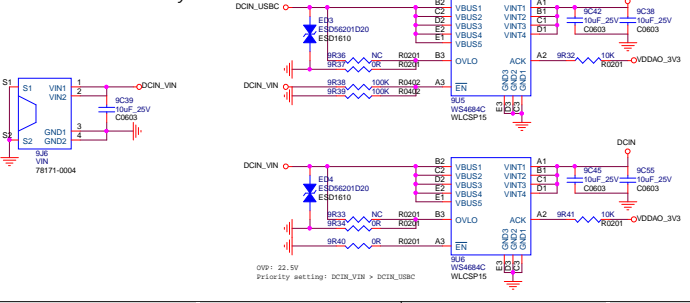 DCIN_USBC
ED3
ESD56201D20
ESD1610
9R36
NC
R0201
9R37
0R
R0201
DCIN_VIN
9R38
100K
R0402
9R39
100K
R0402
B2
C2
D2
E2
E1
B3
A3
VBUS1
VBUS2
VBUS3
VBUS4
VBUS5
OVLO
EN
VINT1
VINT2
VINT3
VINT4
ACK
GND1
GND2
GND3
A1
B1
C1
D1
A2
E3
D3
C3
9U5
WS4684C
WLCSP15
9C42
10uF_25V
C0603
9C38
10uF_25V
C0603
9R32
10K
R0201
VDDAO_3V3
S1
S2
S1
S2
VIN1
VIN2
GND1
GND2
1
2
3
4
9J6
VIN
78171-0004
DCIN_VIN
9C39
10uF_25V
C0603
DCIN_VIN
ED4
ESD56201D20
ESD1610
9R33
NC
R0201
9R34
0R
R0201
9R40
0R
R0201
B2
C2
D2
E2
E1
B3
A3
VBUS1
VBUS2
VBUS3
VBUS4
VBUS5
OVLO
EN
VINT1
VINT2
VINT3
VINT4
ACK
GND1
GND2
GND3
A1
B1
C1
D1
A2
E3
D3
C3
9U6
WS4684C
WLCSP15
DCIN
9C45
10uF_25V
C0603
9C55
10uF_25V
C0603
9R41
10K
R0201
VDDAO_3V3
OVP: 22.5V
Priority setting: DCIN_VIN > DCIN_USBC